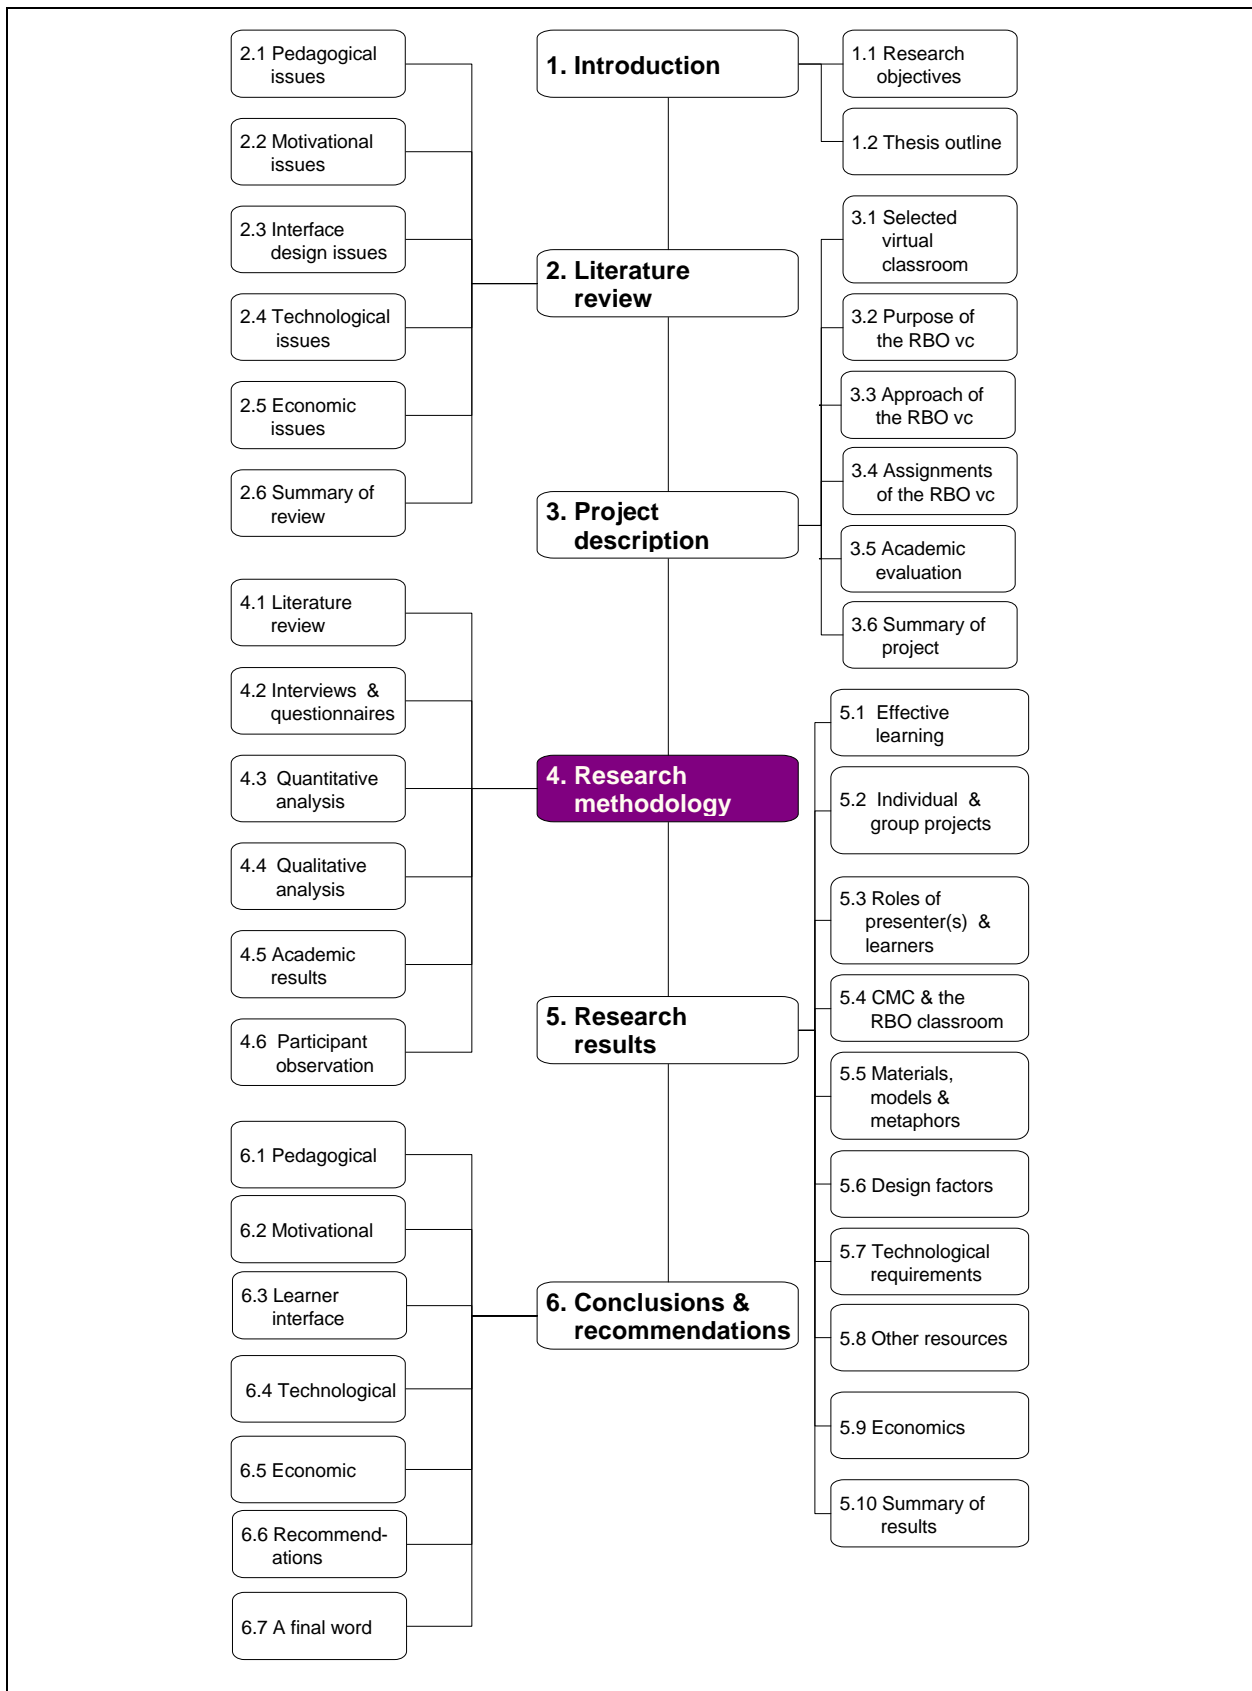 1. Introduction
1.1 Research
objectives
1.2 Thesis outline
2. Literature
review
2.1 Pedagogical
issues
2.2 Motivational
issues
2.3 Interface
design issues
2.4 Technological
issues
2.5 Economic
issues
2.6 Summary of
review
3. Project
description
3.1 Selected
virtual
classroom
3.2 Purpose of
the RBO vc
3.3 Approach of
the RBO vc
3.4 Assignments
of the RBO vc
3.5 Academic
evaluation
3.6 Summary of
project
4. Research
methodology
4.1 Literature
review
4.2 Interviews &
questionnaires
4.3 Quantitative
analysis
4.4 Qualitative
analysis
4.5 Academic
results
4.6 Participant
observation
5. Research
results
5.1 Effective
learning
5.2 Individual &
group projects
5.3 Roles of
presenter(s) &
learners
5.4 CMC & the
RBO classroom
5.5 Materials,
models &
metaphors
5.6 Design factors
5.7 Technological
requirements
5.8 Other resources
5.9 Economics
5.10 Summary of
results
6. Conclusions &
recommendations
6.1 Pedagogical
6.2 Motivational
6.3 Learner
interface
6.4 Technological
6.5 Economic
6.6 Recommend-
ations
6.7 A final word